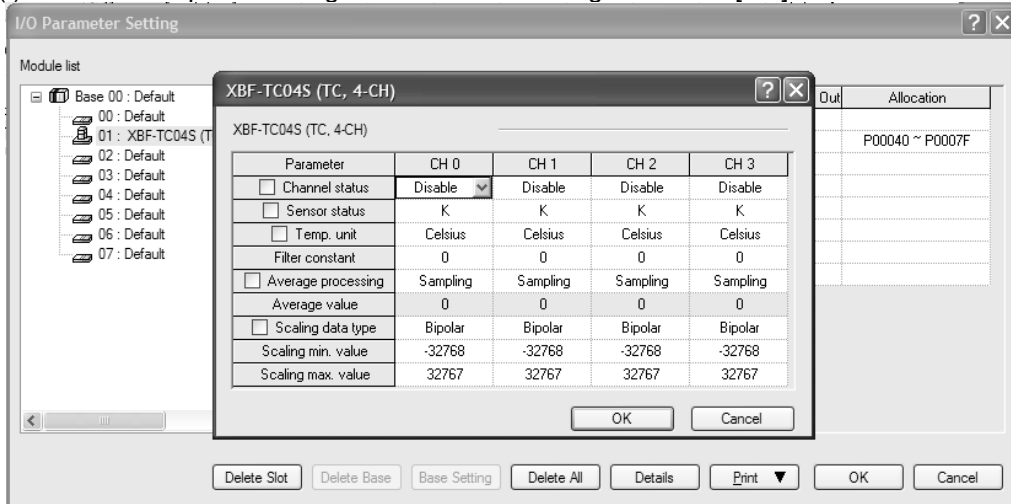 I/O Parameter Setting
Module list
Base 00 : Default
00 : Default
01 : XBF-TC04S (T
02 : Default
03 : Default
04 : Default
05 : Default
06 : Default
07 : Default
Out Allocation
P00040 ~ P0007F
XBF-TC04S (TC, 4-CH)
XBF-TC04S (TC, 4-CH)
Parameter CH 0 CH 1 CH 2 CH 3
Channel status Disable Disable Disable Disable
Sensor status K K K K
Temp. unit Celsius Celsius Celsius Celsius
Filter constant 0 0 0 0
Average processing Sampling Sampling Sampling Sampling
Average value 0 0 0 0
Scaling data type Bipolar Bipolar Bipolar Bipolar
Scaling min. value -32768 -32768 -32768 -32768
Scaling max. value 32767 32767 32767 32767
OK Cancel
Delete Slot Delete Base Base Setting Delete All Details Print ▼ OK Cancel